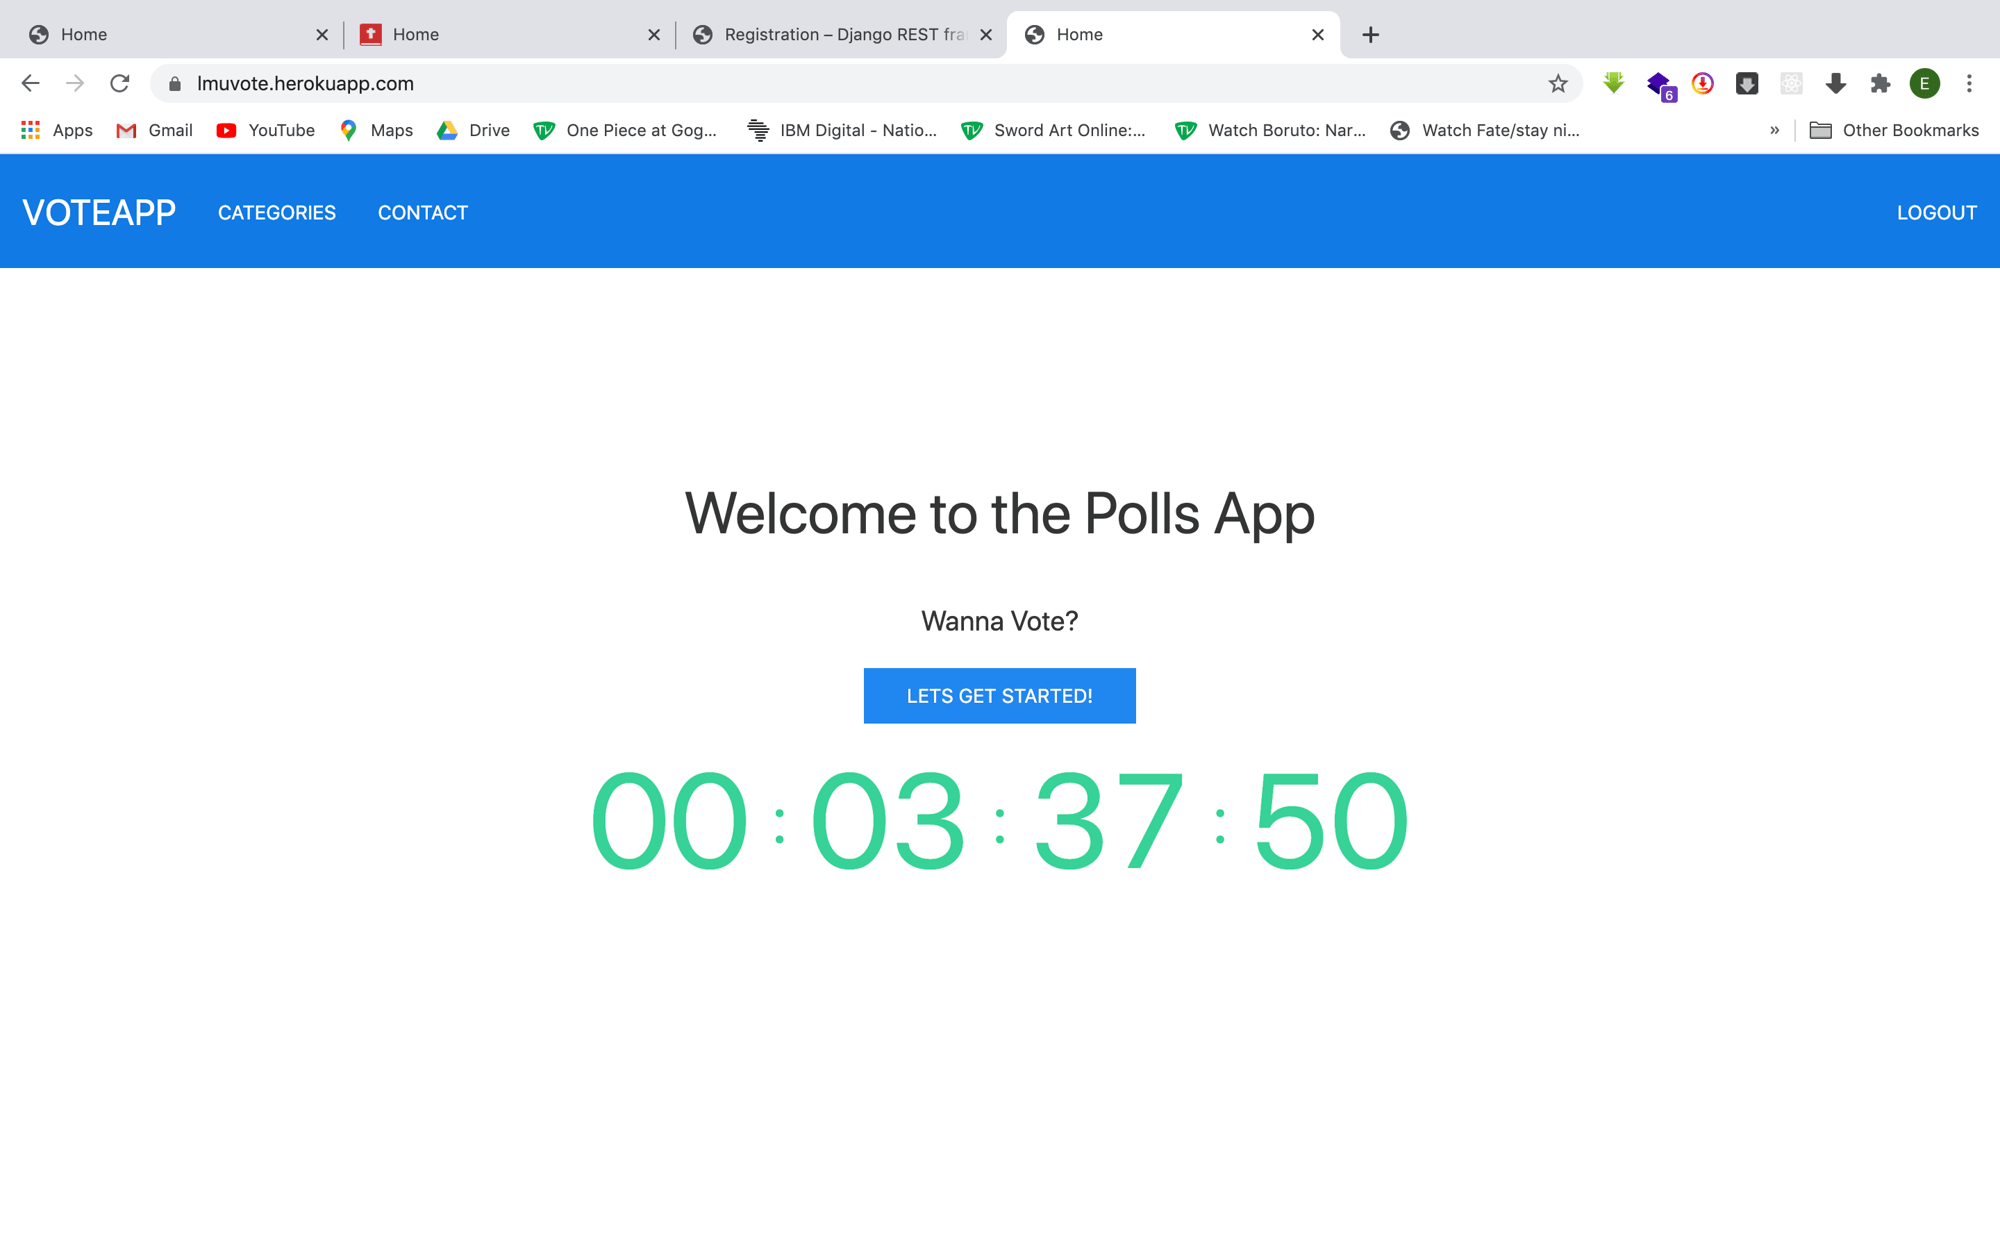 Home
Home
Registration – Django REST fra
Home
lmuvote.herokuapp.com
6
E
Apps
Gmail
YouTube
Maps
Drive
One Piece at Gog...
IBM Digital - Natio...
Sword Art Online:...
Watch Boruto: Nar...
Watch Fate/stay ni...
»
Other Bookmarks
VOTEAPP
CATEGORIES
CONTACT
LOGOUT
Welcome to the Polls App
Wanna Vote?
LETS GET STARTED!
00 : 03 : 37 : 50